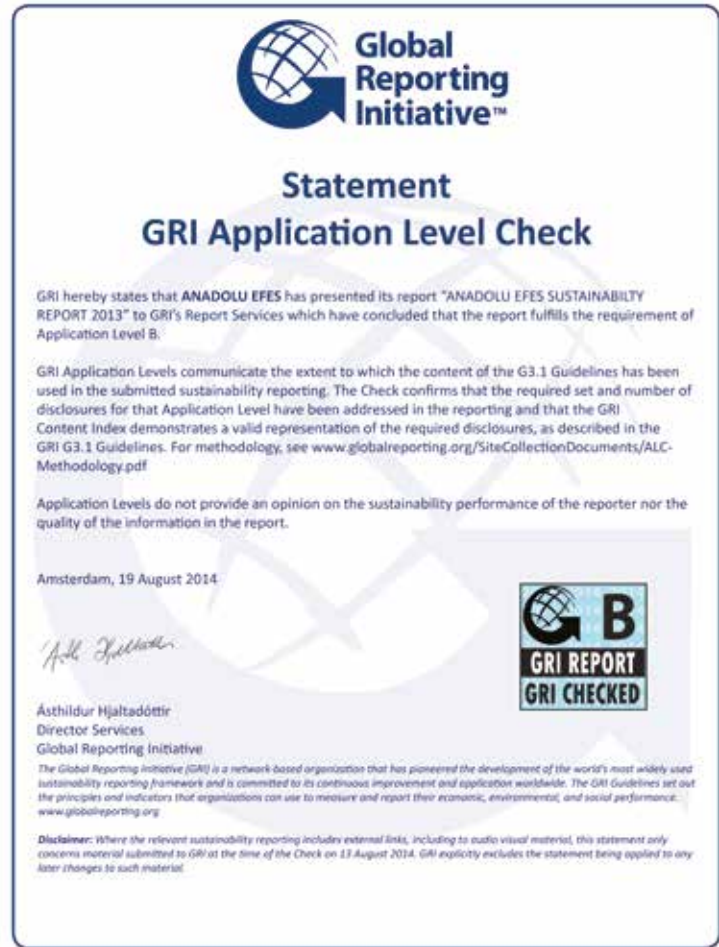 Global
Reporting
Initiative™
Statement
GRI Application Level Check
GRI hereby states that ANADOLU EFES has presented its report "ANADOLU EFES SUSTAINABILTY
REPORT 2013" to GRI's Report Services which have concluded that the report fulfills the requirement of
Application Level B.
GRI Application Levels communicate the extent to which the content of the G3.1 Guidelines has been
used in the submitted sustainability reporting. The Check confirms that the required set and number of
disclosures for that Application Level have been addressed in the reporting and that the GRI
Content Index demonstrates a valid representation of the required disclosures, as described in the
GRI G3.1 Guidelines. For methodology, see www.globalreporting.org/SiteCollectionDocuments/ALC-
Methodology.pdf
Application Levels do not provide an opinion on the sustainability performance of the reporter nor the
quality of the information in the report.
Amsterdam, 19 August 2014
B
GRI REPORT
GRI CHECKED
Ásthildur Hjaltadóttir
Director Services
Global Reporting Initiative
The Global Reporting Initiative (GRI) is a network-based organization that has pioneered the development of the world's most widely used
sustainability reporting framework and is committed to its continuous improvement and application worldwide. The GRI Guidelines set out
the principles and indicators that organizations can use to measure and report their economic, environmental, and social performance.
www.globalreporting.org
Disclaimer: Where the relevant sustainability reporting includes external links, including to audio visual material, this statement only
concerns material submitted to GRI at the time of the Check on 13 August 2014. GRI explicitly excludes the statement being applied to any
later changes to such material.